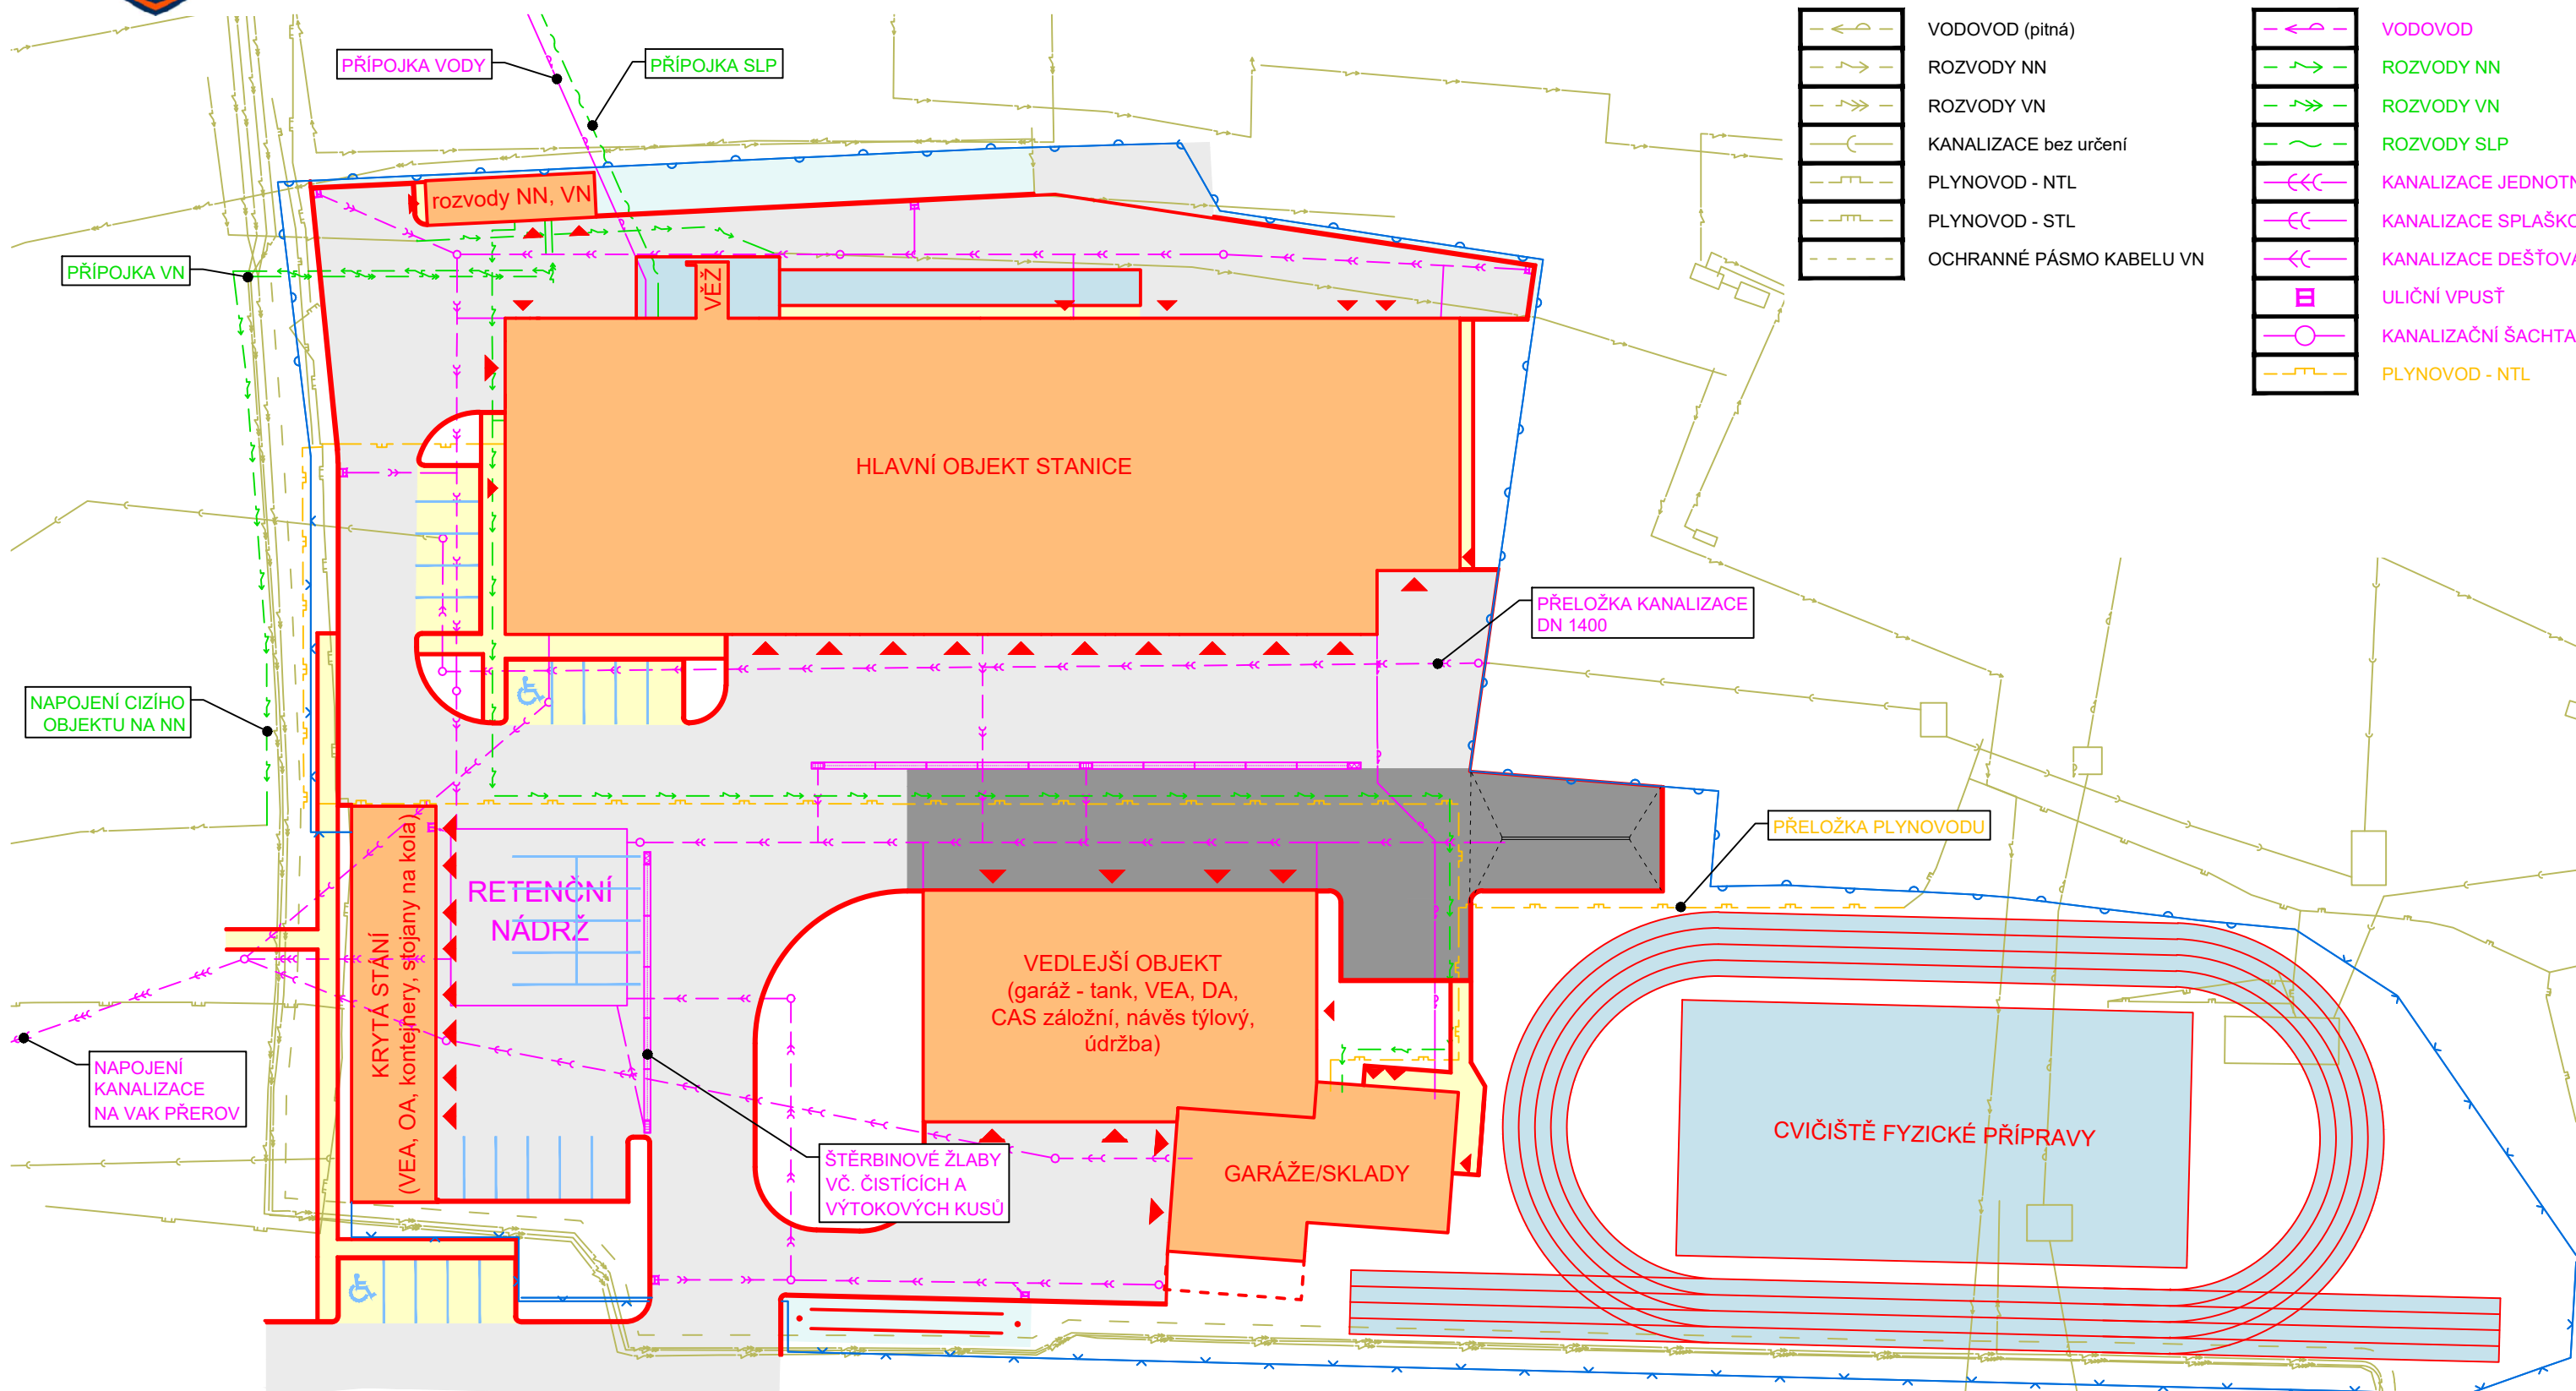 VODOVOD (pitná)
ROZVODY NN
ROZVODY VN
KANALIZACE bez určení
PLYNOVOD - NTL
PLYNOVOD - STL
OCHRANNÉ PÁSMO KABELU VN
VODOVOD
ROZVODY NN
ROZVODY VN
ROZVODY SLP
KANALIZACE JEDNOTN
KANALIZACE SPLAŠKO
KANALIZACE DEŠŤOVÁ
ULIČNÍ VPUSŤ
KANALIZAČNÍ ŠACHTA
PLYNOVOD - NTL
PŘÍPOJKA VODY
PŘÍPOJKA SLP
rozvody NN, VN
PŘÍPOJKA VN
VĚŽ
HLAVNÍ OBJEKT STANICE
PŘELOŽKA KANALIZACE
DN 1400
NAPOJENÍ CIZÍHO
OBJEKTU NA NN
PŘELOŽKA PLYNOVODU
RETENČNÍ
NÁDRŽ
KRYTÁ STÁNÍ
(VEA, OA, kontejnery, stojany na kola)
VEDLEJŠÍ OBJEKT
(garáž - tank, VEA, DA,
CAS záložní, návěs týlový,
údržba)
NAPOJENÍ
KANALIZACE
NA VAK PŘEROV
ŠTĚRBINOVÉ ŽLABY
VČ. ČISTÍCÍCH A
VÝTOKOVÝCH KUSŮ
GARÁŽE/SKLADY
CVIČIŠTĚ FYZICKÉ PŘÍPRAVY